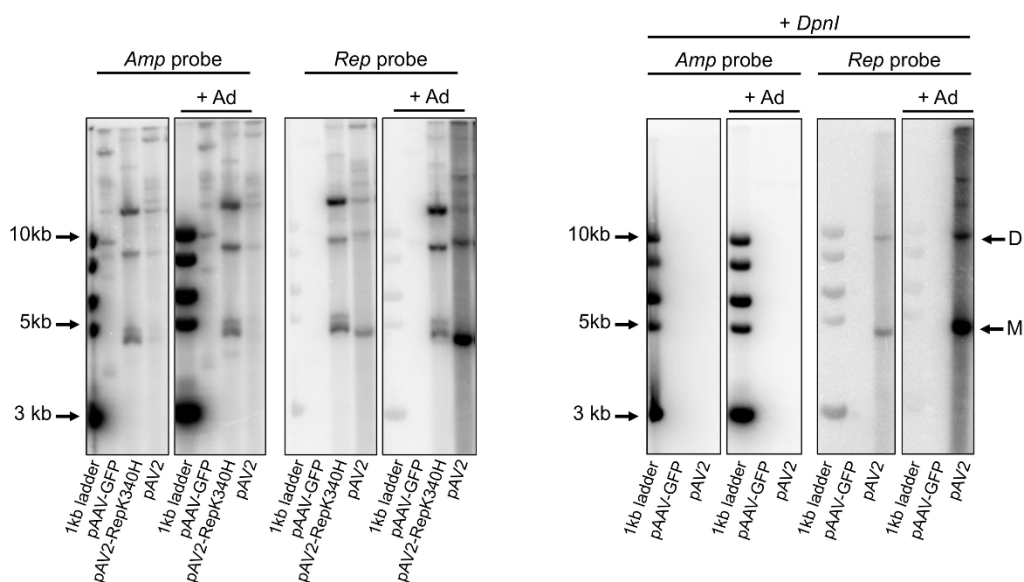 + DpnI
Amp probe
Rep probe
Amp probe
Rep probe
+ Ad
+ Ad
+ Ad
+ Ad
10kb
5kb
3 kb
10kb
5kb
3 kb
D
M
1kb ladder
pAAV-GFP
pAV2-RepK340H
pAV2
1kb ladder
pAAV-GFP
pAV2-RepK340H
pAV2
1kb ladder
pAAV-GFP
pAV2-RepK340H
pAV2
1kb ladder
pAAV-GFP
pAV2-RepK340H
pAV2
1kb ladder
pAAV-GFP
pAV2
1kb ladder
pAAV-GFP
pAV2
1kb ladder
pAAV-GFP
pAV2
1kb ladder
pAAV-GFP
pAV2